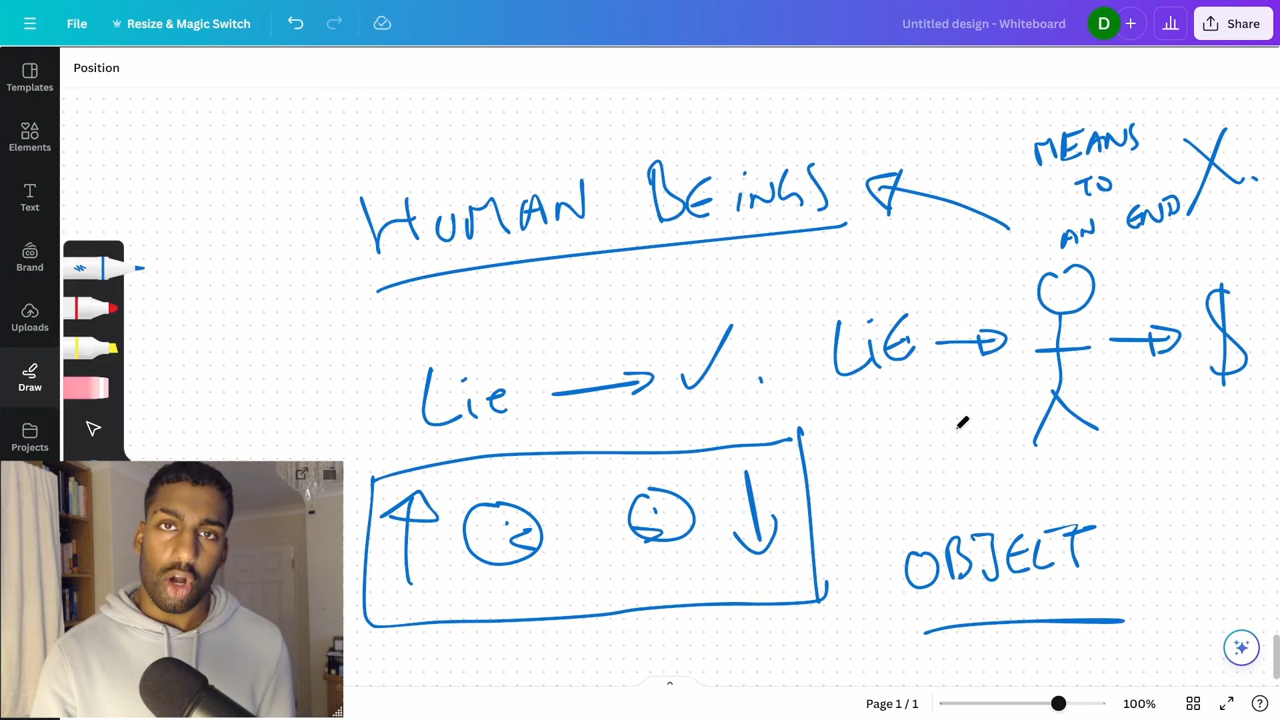 File
Resize & Magic Switch
Untitled design - Whiteboard
D
+
Share
Position
Templates
Elements
Text
Brand
Uploads
Draw
Projects
MEANS
TO
AN END X.
HUMAN BEINGS
Lie → ✓.
LiE → → $
OBJECT
Page 1 / 1
100%
?